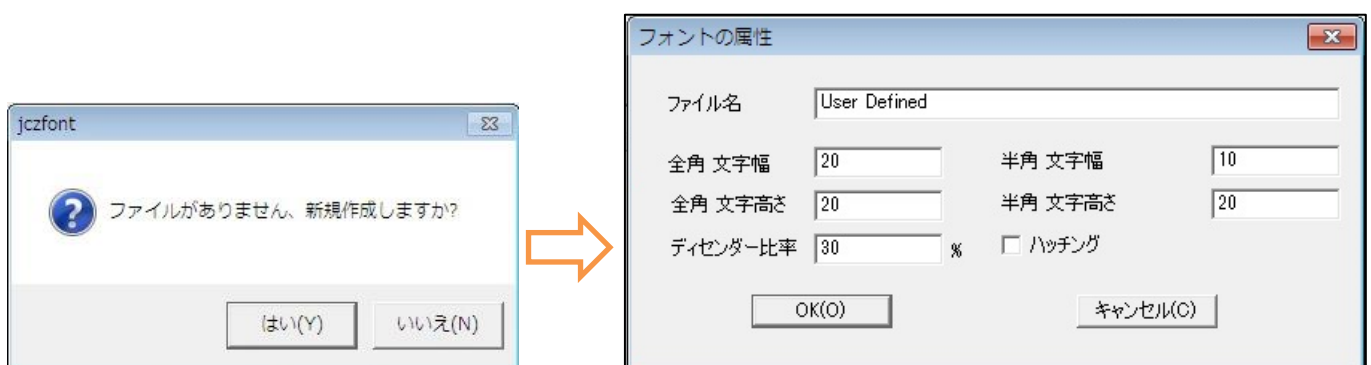 jczfont
ファイルがありません、新規作成しますか?
はい(Y) いいえ(N)
フォントの属性
ファイル名 User Defined
全角 文字幅 20 半角 文字幅 10
全角 文字高さ 20 半角 文字高さ 20
ディセンダー比率 30 % ハッチング
OK(O) キャンセル(C)